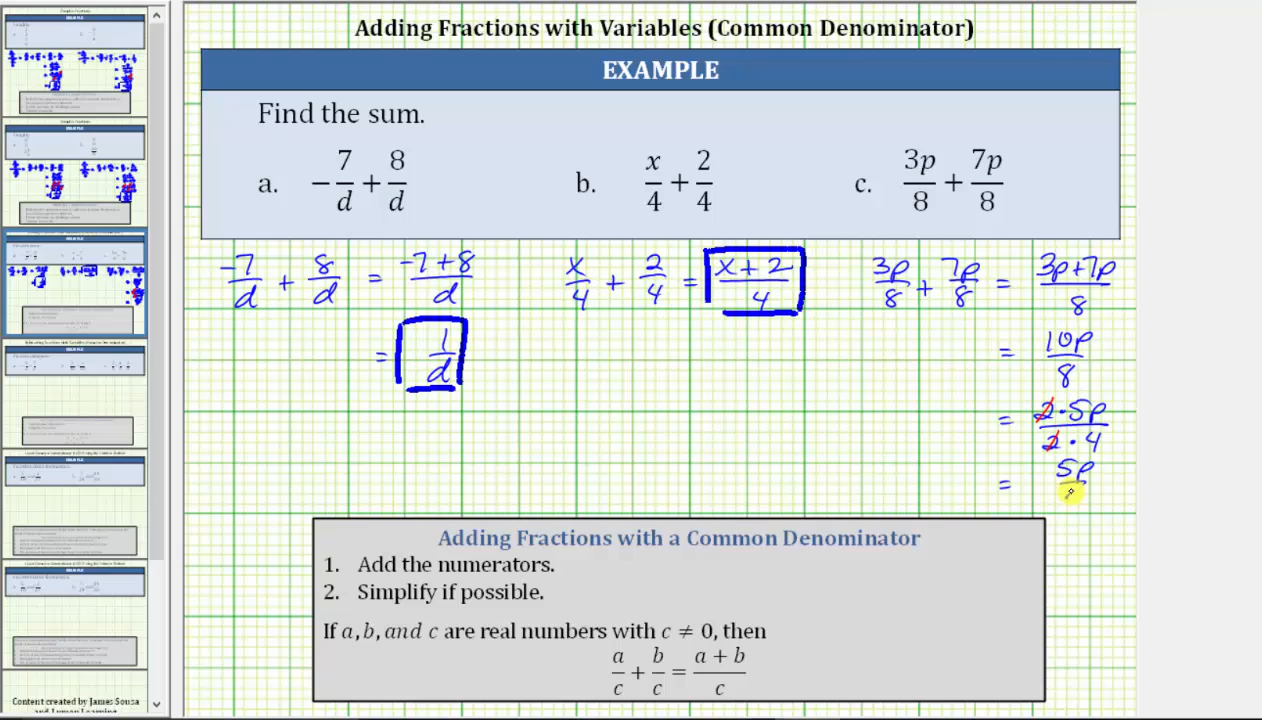 Adding Fractions with Variables (Common Denominator)
EXAMPLE
Find the sum.
a. −7/d + 8/d b. x/4 + 2/4 c. 3p/8 + 7p/8
-7/d + 8/d = -7+8/d x/4 + 2/4 = x+2/4 3p/8 + 7p/8 = 3p+7p/8
= 1/d = 10p/8
= 2·5p/2·4
= 5p
Adding Fractions with a Common Denominator
1. Add the numerators.
2. Simplify if possible.
If a, b, and c are real numbers with c ≠ 0, then
a/c + b/c = a + b/c
Content created by James Sousa
and Lumen Learning